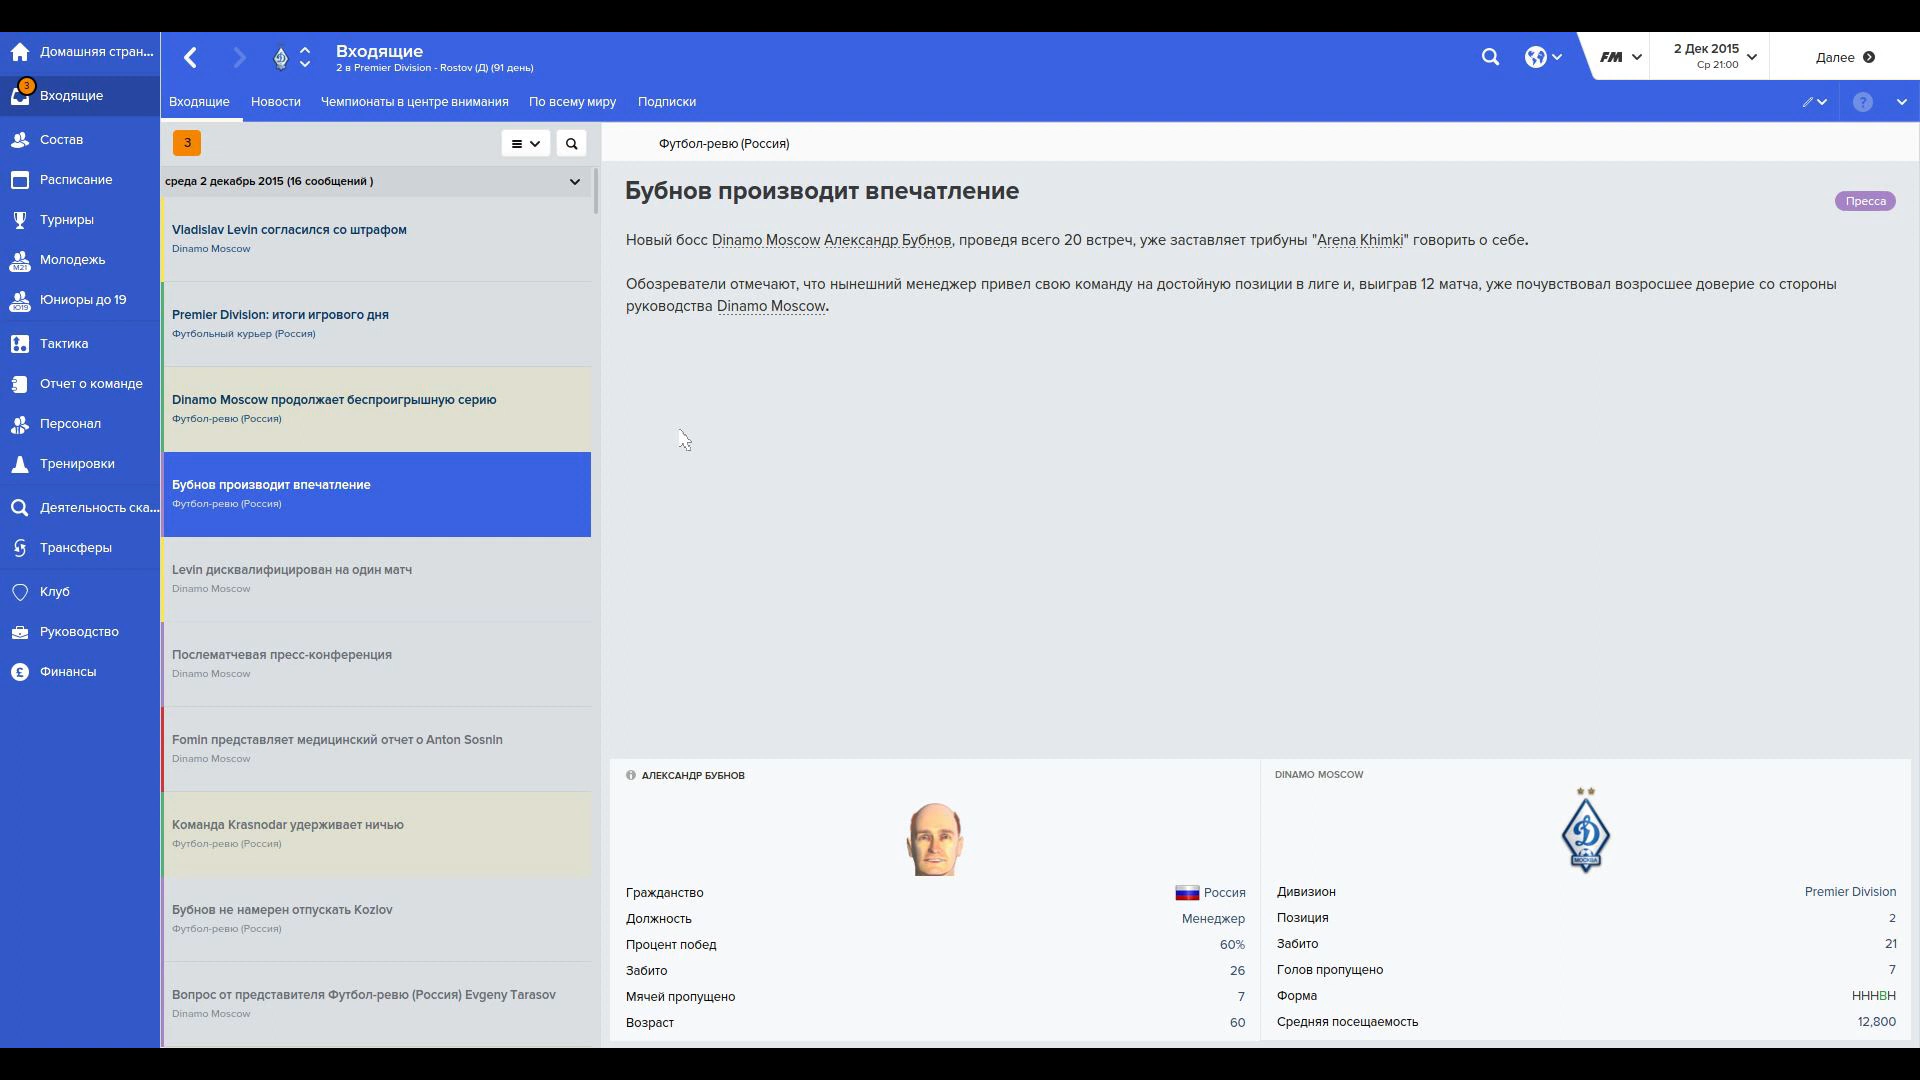 Домашняя стран...
3
Входящие
Состав
Расписание
Турниры
М21
Молодежь
Ю19
Юниоры до 19
Тактика
Отчет о команде
Персонал
Тренировки
Деятельность ска...
Трансферы
Клуб
Руководство
Финансы
Входящие
2 в Premier Division - Rostov (Д) (91 день)
FM
2 Дек 2015
Ср 21:00
Далее
Входящие
Новости
Чемпионаты в центре внимания
По всему миру
Подписки
?
3
среда 2 декабрь 2015 (16 сообщений )
Vladislav Levin согласился со штрафом
Dinamo Moscow
Premier Division: итоги игрового дня
Футбольный курьер (Россия)
Dinamo Moscow продолжает беспроигрышную серию
Футбол-ревю (Россия)
Бубнов производит впечатление
Футбол-ревю (Россия)
Levin дисквалифицирован на один матч
Dinamo Moscow
Послематчевая пресс-конференция
Dinamo Moscow
Fomin представляет медицинский отчет о Anton Sosnin
Dinamo Moscow
Команда Krasnodar удерживает ничью
Футбол-ревю (Россия)
Бубнов не намерен отпускать Kozlov
Футбол-ревю (Россия)
Вопрос от представителя Футбол-ревю (Россия) Evgeny Tarasov
Dinamo Moscow
Футбол-ревю (Россия)
Бубнов производит впечатление
Пресса
Новый босс Dinamo Moscow Александр Бубнов, проведя всего 20 встреч, уже заставляет трибуны "Arena Khimki" говорить о себе.
Обозреватели отмечают, что нынешний менеджер привел свою команду на достойную позиции в лиге и, выиграв 12 матча, уже почувствовал возросшее доверие со стороны
руководства Dinamo Moscow.
АЛЕКСАНДР БУБНОВ
Гражданство Россия
Должность Менеджер
Процент побед 60%
Забито 26
Мячей пропущено 7
Возраст 60
DINAMO MOSCOW
Д
МОСКВА
Дивизион Premier Division
Позиция 2
Забито 21
Голов пропущено 7
Форма НННВН
Средняя посещаемость 12,800